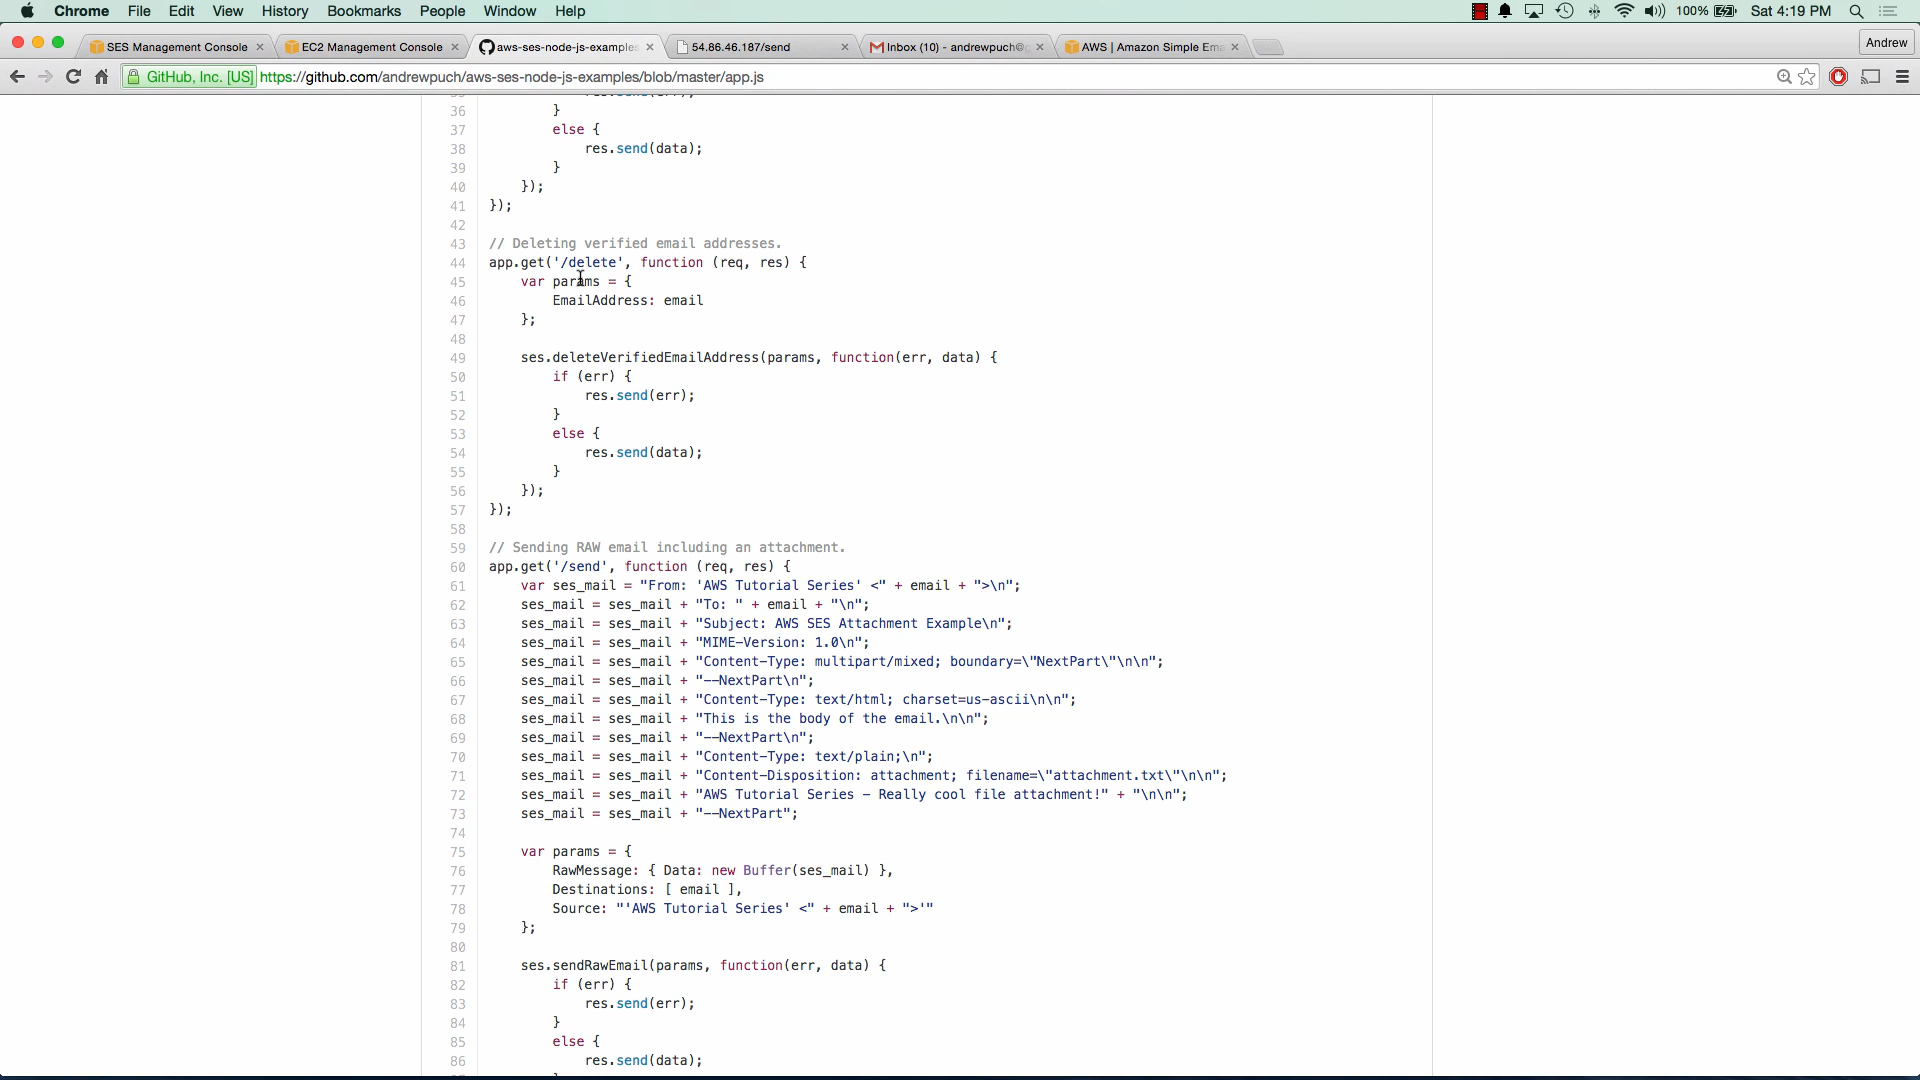 Chrome File Edit View History Bookmarks People Window Help 100% Sat 4:19 PM
SES Management Console EC2 Management Console aws-ses-node-js-examples 54.86.46.187/send Inbox (10) - andrewpuch@ AWS | Amazon Simple Ema Andrew
GitHub, Inc. [US] https://github.com/andrewpuch/aws-ses-node-js-examples/blob/master/app.js
36 }
37 else {
38 res.send(data);
39 }
40 });
41 });
42
43 // Deleting verified email addresses.
44 app.get('/delete', function (req, res) {
45 var params = {
46 EmailAddress: email
47 };
48
49 ses.deleteVerifiedEmailAddress(params, function(err, data) {
50 if (err) {
51 res.send(err);
52 }
53 else {
54 res.send(data);
55 }
56 });
57 });
58
59 // Sending RAW email including an attachment.
60 app.get('/send', function (req, res) {
61 var ses_mail = "From: 'AWS Tutorial Series' <" + email + ">\n";
62 ses_mail = ses_mail + "To: " + email + "\n";
63 ses_mail = ses_mail + "Subject: AWS SES Attachment Example\n";
64 ses_mail = ses_mail + "MIME-Version: 1.0\n";
65 ses_mail = ses_mail + "Content-Type: multipart/mixed; boundary=\"NextPart\"\n\n";
66 ses_mail = ses_mail + "--NextPart\n";
67 ses_mail = ses_mail + "Content-Type: text/html; charset=us-ascii\n\n";
68 ses_mail = ses_mail + "This is the body of the email.\n\n";
69 ses_mail = ses_mail + "--NextPart\n";
70 ses_mail = ses_mail + "Content-Type: text/plain;\n";
71 ses_mail = ses_mail + "Content-Disposition: attachment; filename=\"attachment.txt\"\n\n";
72 ses_mail = ses_mail + "AWS Tutorial Series - Really cool file attachment!" + "\n\n";
73 ses_mail = ses_mail + "--NextPart";
74
75 var params = {
76 RawMessage: { Data: new Buffer(ses_mail) },
77 Destinations: [ email ],
78 Source: "'AWS Tutorial Series' <" + email + ">'"
79 };
80
81 ses.sendRawEmail(params, function(err, data) {
82 if (err) {
83 res.send(err);
84 }
85 else {
86 res.send(data);